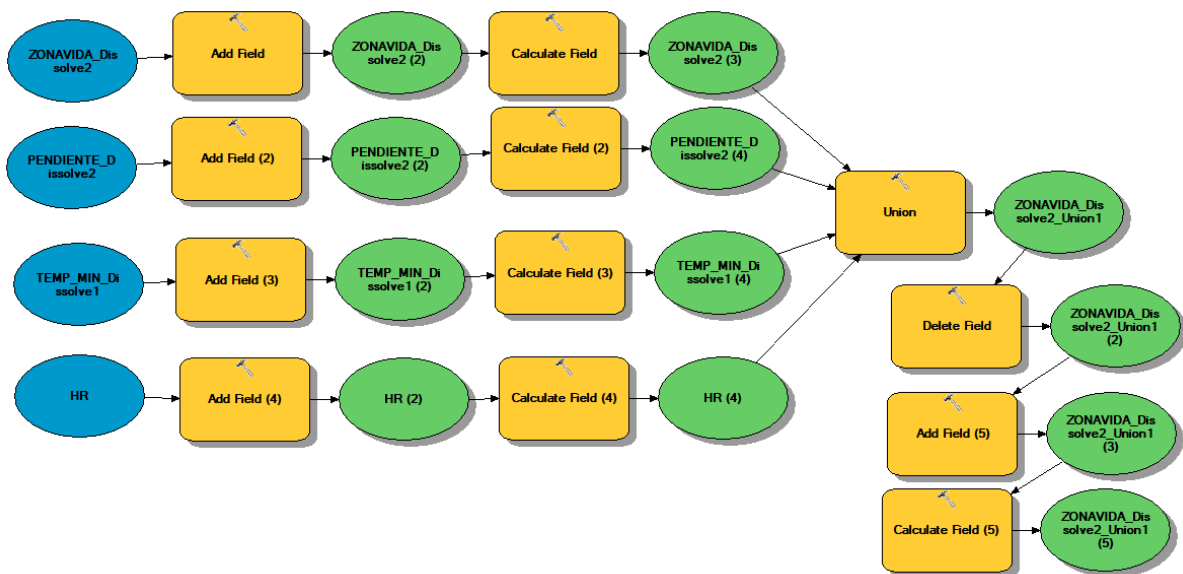 ZONAVIDA_Dis
solve2
Add Field
ZONAVIDA_Dis
solve2 (2)
Calculate Field
ZONAVIDA_Dis
solve2 (3)
PENDIENTE_D
issolve2
Add Field (2)
PENDIENTE_D
issolve2 (2)
Calculate Field (2)
PENDIENTE_D
issolve2 (4)
TEMP_MIN_Di
ssolve1
Add Field (3)
TEMP_MIN_Di
ssolve1 (2)
Calculate Field (3)
TEMP_MIN_Di
ssolve1 (4)
HR
Add Field (4)
HR (2)
Calculate Field (4)
HR (4)
Union
ZONAVIDA_Dis
solve2_Union1
Delete Field
ZONAVIDA_Dis
solve2_Union1
(2)
Add Field (5)
ZONAVIDA_Dis
solve2_Union1
(3)
Calculate Field (5)
ZONAVIDA_Dis
solve2_Union1
(5)